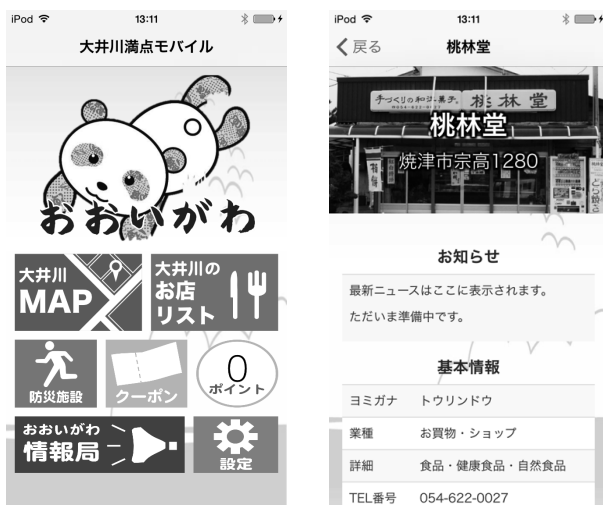 iPod 13:11
大井川満点モバイル
おおいがわ
大井川
MAP
大井川の
お店
リスト
防災施設
クーポン
0
ポイント
おおいがわ
情報局
設定
iPod 13:11
戻る
桃林堂
手づくりの和洋菓子。 桃林堂
桃林堂
焼津市宗高1280
お知らせ
最新ニュースはここに表示されます。
ただいま準備中です。
基本情報
ヨミガナ トウリンドウ
業種 お買物・ショップ
詳細 食品・健康食品・自然食品
TEL番号 054-622-0027